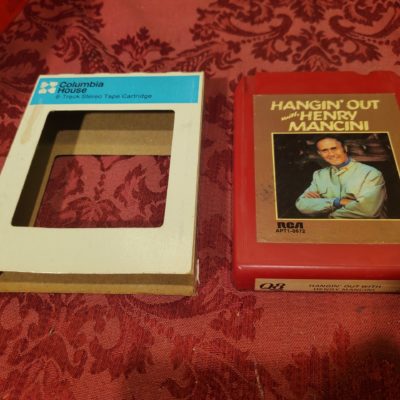 Columbia
House
8 Track Stereo Tape Cartridge
HANGIN' OUT
with HENRY
MANCINI
RCA
APT1-0672
Q8
HANGIN' OUT WITH
HENRY MANCINI